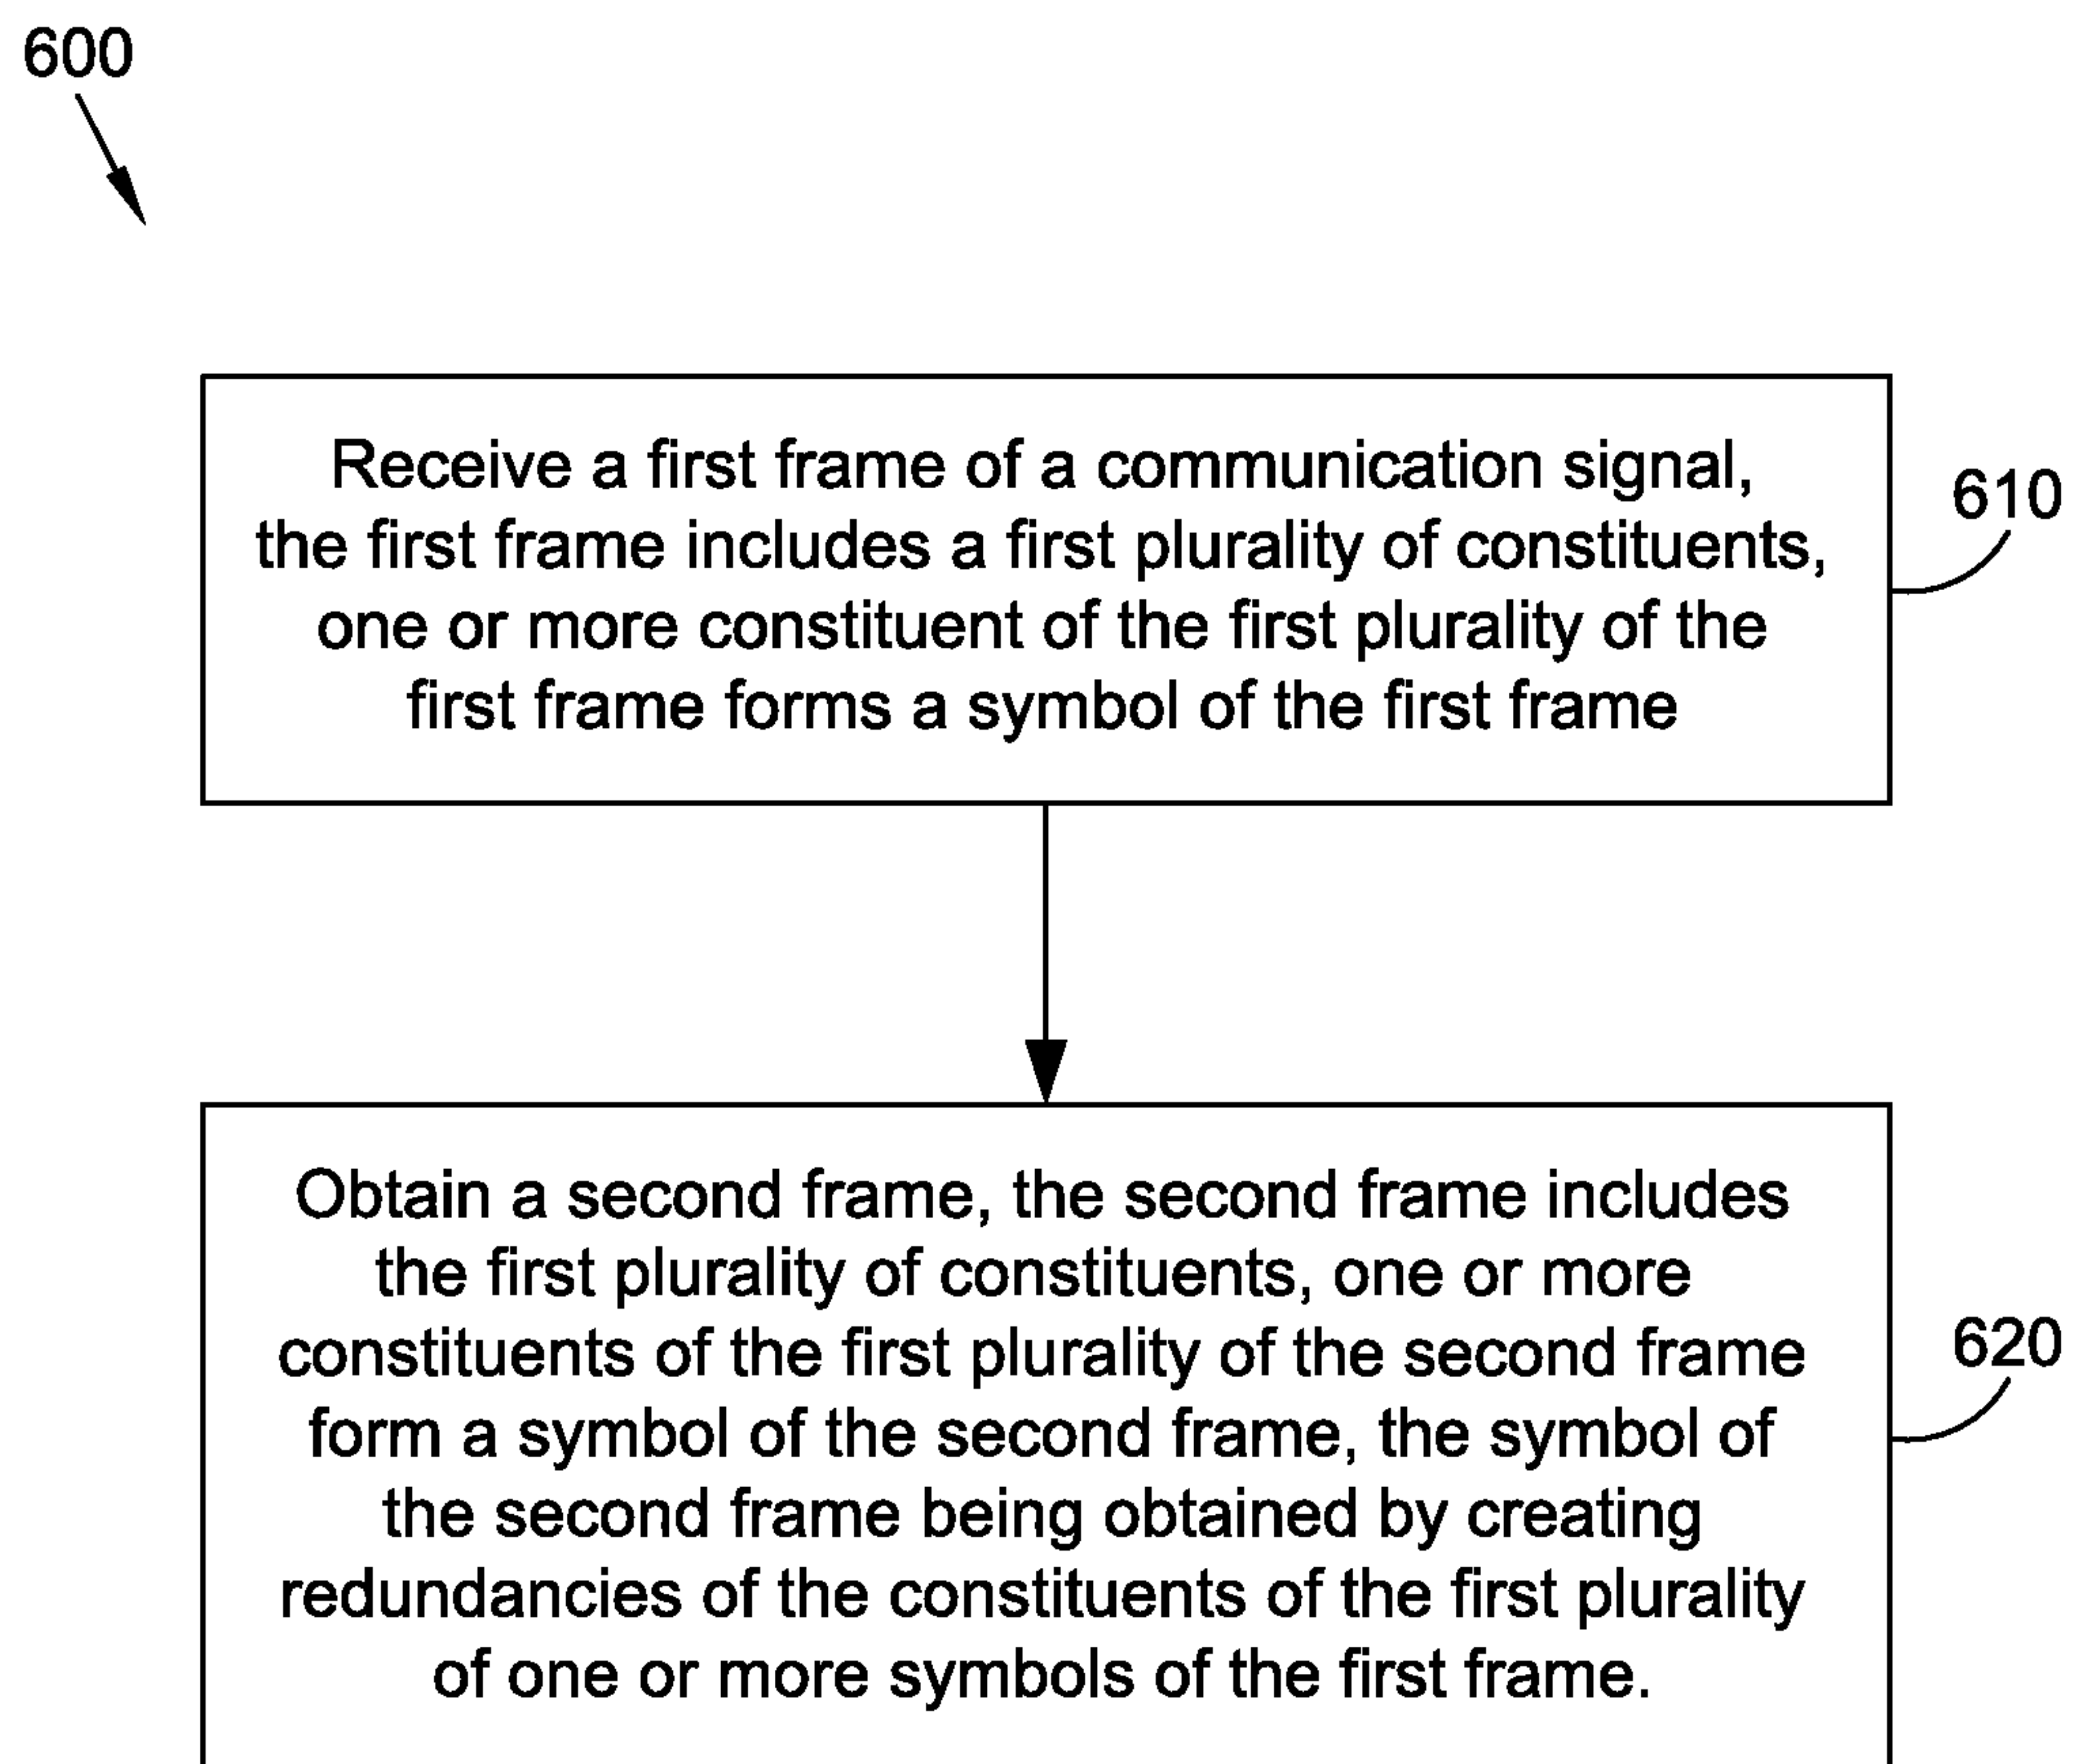 600
Receive a first frame of a communication signal,
the first frame includes a first plurality of constituents,
one or more constituent of the first plurality of the
first frame forms a symbol of the first frame
610
Obtain a second frame, the second frame includes
the first plurality of constituents, one or more
constituents of the first plurality of the second frame
form a symbol of the second frame, the symbol of
the second frame being obtained by creating
redundancies of the constituents of the first plurality
of one or more symbols of the first frame.
620